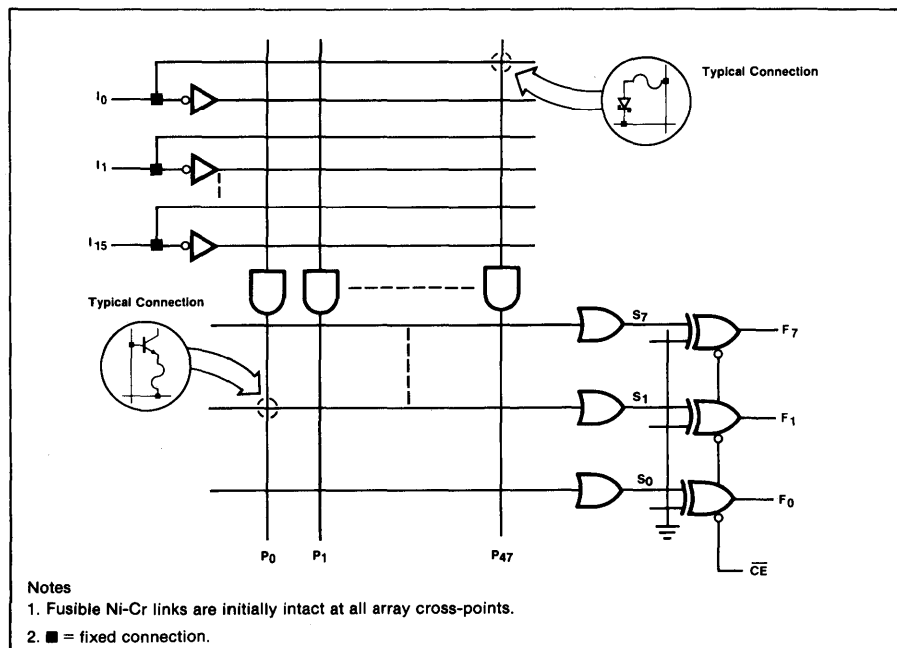 Typical Connection
I0
I1
I15
Typical Connection
S7
F7
S1
F1
S0
F0
P0
P1
P47
CE
Notes
1. Fusible Ni-Cr links are initially intact at all array cross-points.
2. ■ = fixed connection.